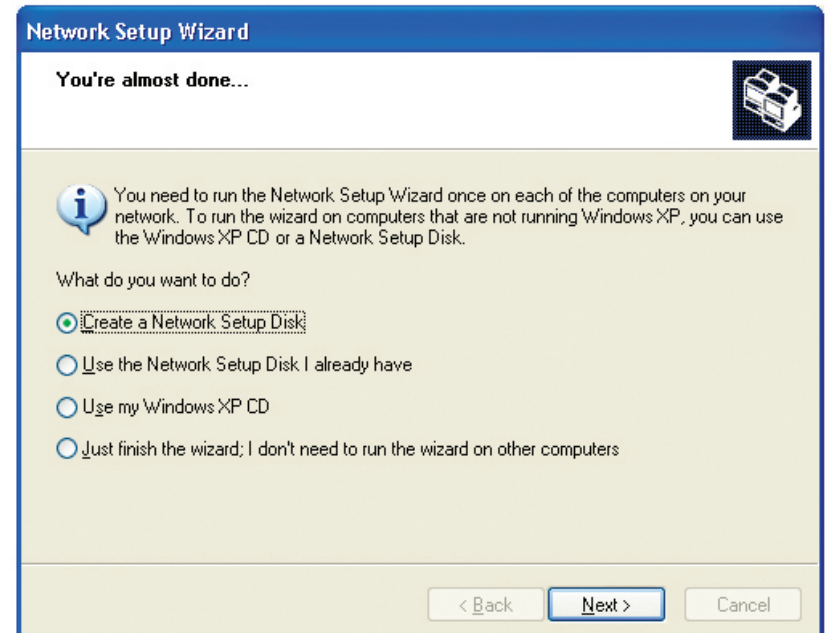 Network Setup Wizard
You're almost done...
You need to run the Network Setup Wizard once on each of the computers on your
network. To run the wizard on computers that are not running Windows XP, you can use
the Windows XP CD or a Network Setup Disk.
What do you want to do?
Create a Network Setup Disk
Use the Network Setup Disk I already have
Use my Windows XP CD
Just finish the wizard; I don't need to run the wizard on other computers
< Back Next > Cancel